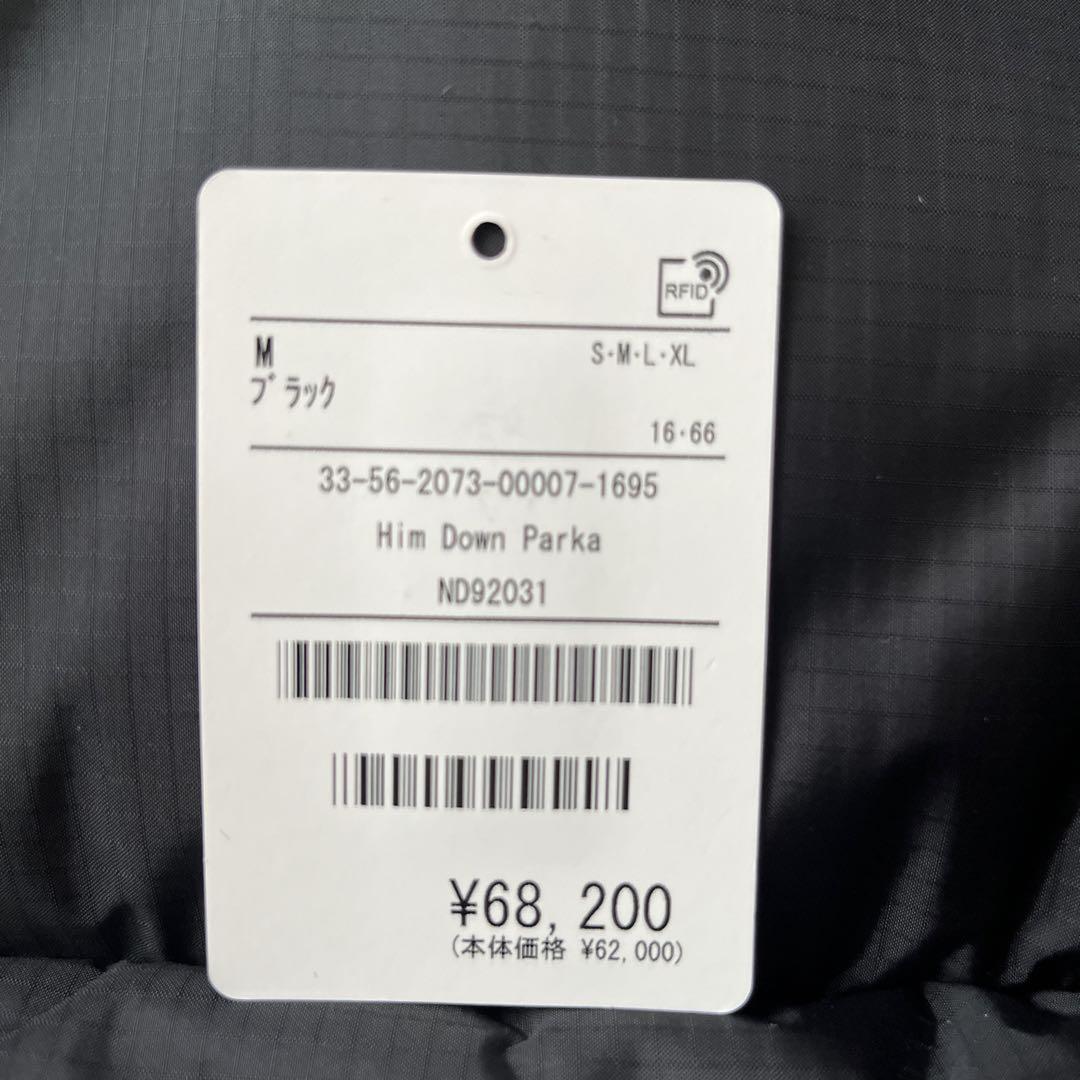 RFID
M S・M・L・XL
ブラック
16・66
33-56-2073-00007-1695
Him Down Parka
ND92031
¥68,200
(本体価格 ¥62,000)